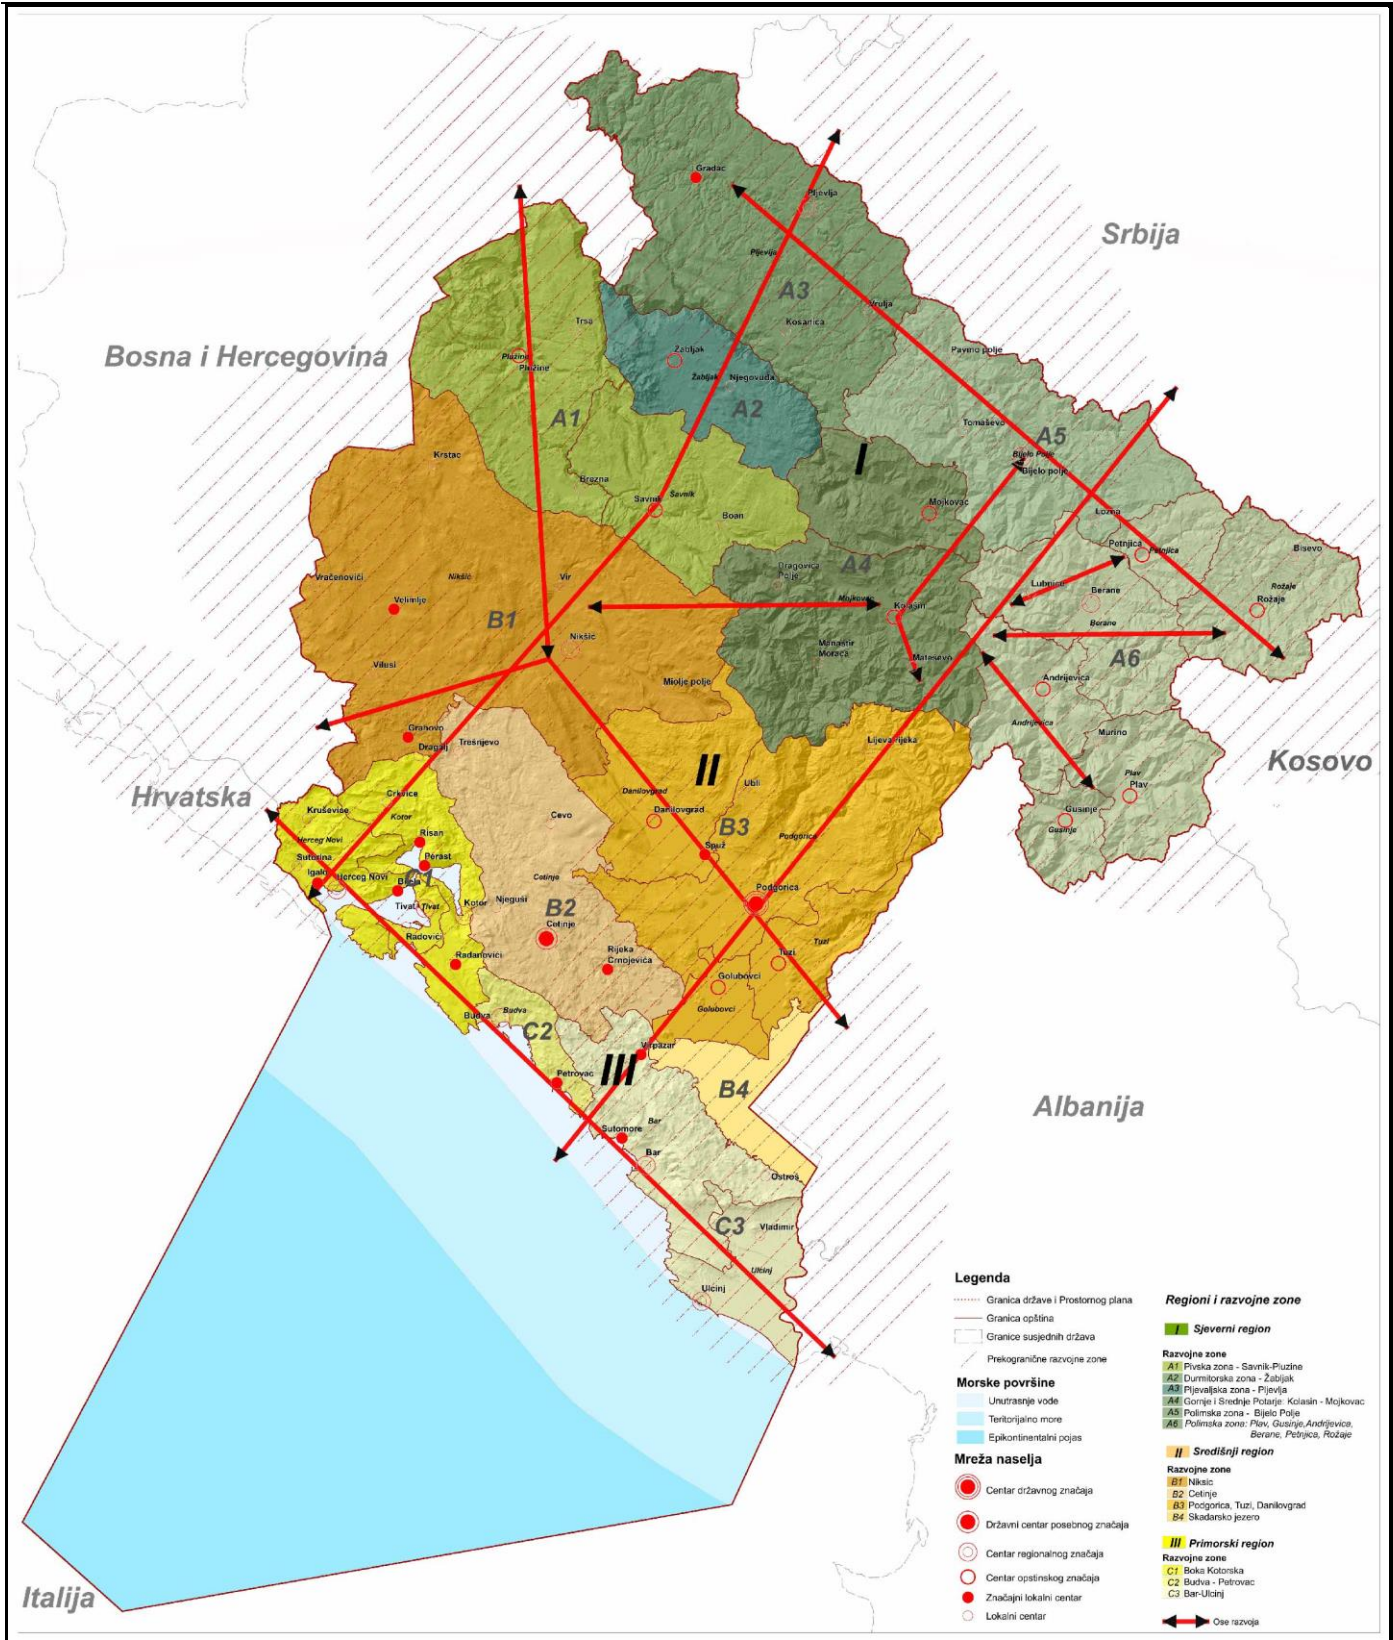 Gradac
Pljevlja
Srbija
Pljevlja
A3
Vrulja
Trsa
Kosanica
Bosna i Hercegovina
Plužine
Plužine
Žabljak
Žabljak
Njegovuđa
Pavino polje
A2
A1
Tomaševo
A5
Krstac
I
Bijelo Polje
Bijelo polje
Brezna
Savnik
Šavnik
Boan
Mojkovac
Lozna
Petnjica
Petnjica
Bisevo
Vračenovići
Nikšić
Vir
Dragovica
Polje
A4
Lubnice
Berane
Rožaje
Rožaje
Velimlje
Mojkovac
Kolašin
B1
Berane
Nikšić
Manastir
Morača
Mateševo
A6
Vilusi
Miolje polje
Andrijevica
Andrijevica
Grahovo
Dragalj
Trešnjevo
Lijeva rijeka
Murino
Kosovo
II
Ubli
Plav
Plav
Hrvatska
Crkvice
Kruševise
Kotor
Danilovgrad
Danilovgrad
Gusinje
Gusinje
Cevo
B3
Podgorica
Herceg Novi
Risan
Sutorina
Perast
Spuž
Igalo
Herceg Novi
C1
Cetinje
Podgorica
Tivat
Tivat
Kotor
Njeguši
B2
Cetinje
Radovići
Tuzi
Radanovići
Rijeka
Crnojevića
Tuzi
Golubovci
Golubovci
Budva
Budva
C2
Virpazar
III
Petrovac
B4
Albanija
Bar
Sutomore
Bar
Ostros
C3
Vladimir
Ulcinj
Ulcinj
Italija
Legenda
Granica države i Prostornog plana
Granica opština
Granice susjednih država
Prekogranične razvojne zone
Morske površine
Unutrasnje vode
Teritorijalno more
Epikontinentalni pojas
Mreža naselja
Centar državnog značaja
Državni centar posebnog značaja
Centar regionalnog značaja
Centar opstinskog značaja
Značajni lokalni centar
Lokalni centar
Regioni i razvojne zone
I Sjeverni region
Razvojne zone
A1 Pivska zona - Savnik-Pluzine
A2 Durmitorska zona - Žabljak
A3 Pljevaljska zona - Pljevlja
A4 Gornje i Srednje Potarje: Kolasin - Mojkovac
A5 Polimska zona - Bijelo Polje
A6 Polimska zona: Plav, Gusinje,Andrijevica,
Berane, Petnjica, Rožaje
II Središnji region
Razvojne zone
B1 Niksic
B2 Cetinje
B3 Podgorica, Tuzi, Danilovgrad
B4 Skadarsko jezero
III Primorski region
Razvojne zone
C1 Boka Kotorska
C2 Budva - Petrovac
C3 Bar-Ulcinj
Ose razvoja